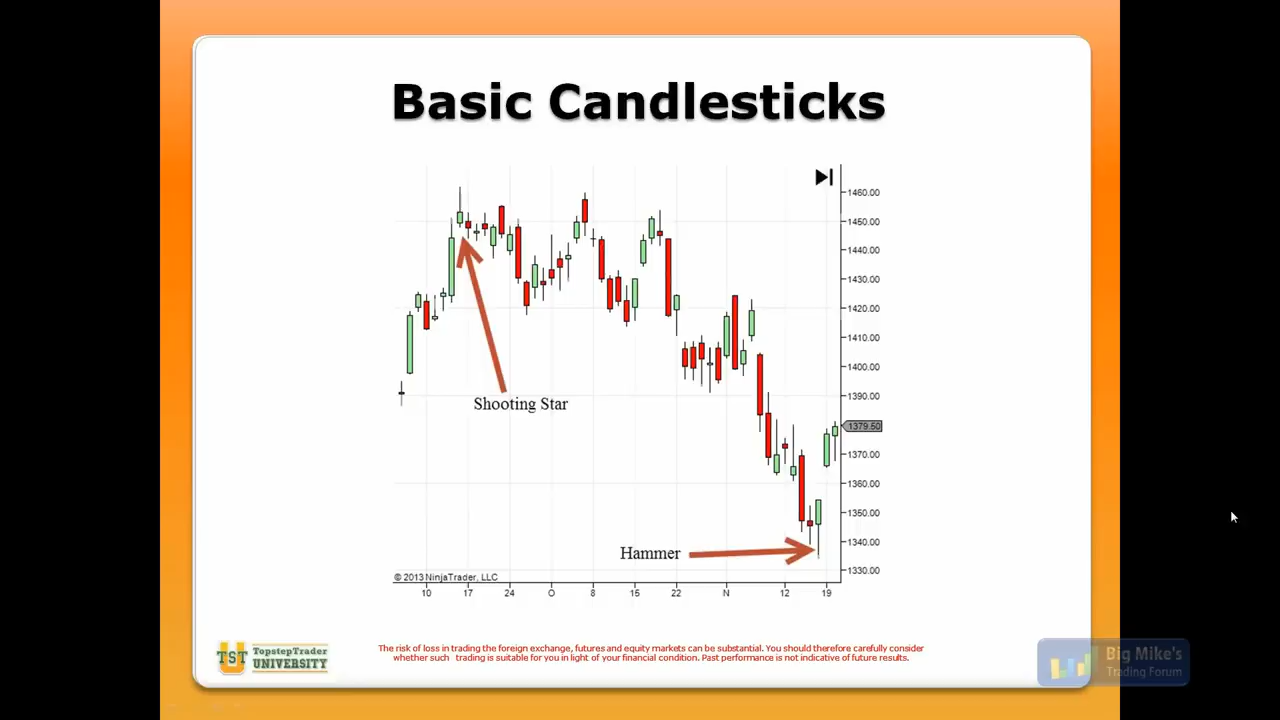 Basic Candlesticks
1460.00
1450.00
1440.00
1430.00
1420.00
1410.00
1400.00
1390.00
1379.50
1370.00
1360.00
1350.00
1340.00
1330.00
Shooting Star
Hammer
© 2013 NinjaTrader, LLC
10 17 24 O 8 15 22 N 12 19
TST
TopstepTrader
UNIVERSITY
The risk of loss in trading the foreign exchange, futures and equity markets can be substantial. You should therefore carefully consider
whether such trading is suitable for you in light of your financial condition. Past performance is not indicative of future results.
Big Mike's
Trading Forum